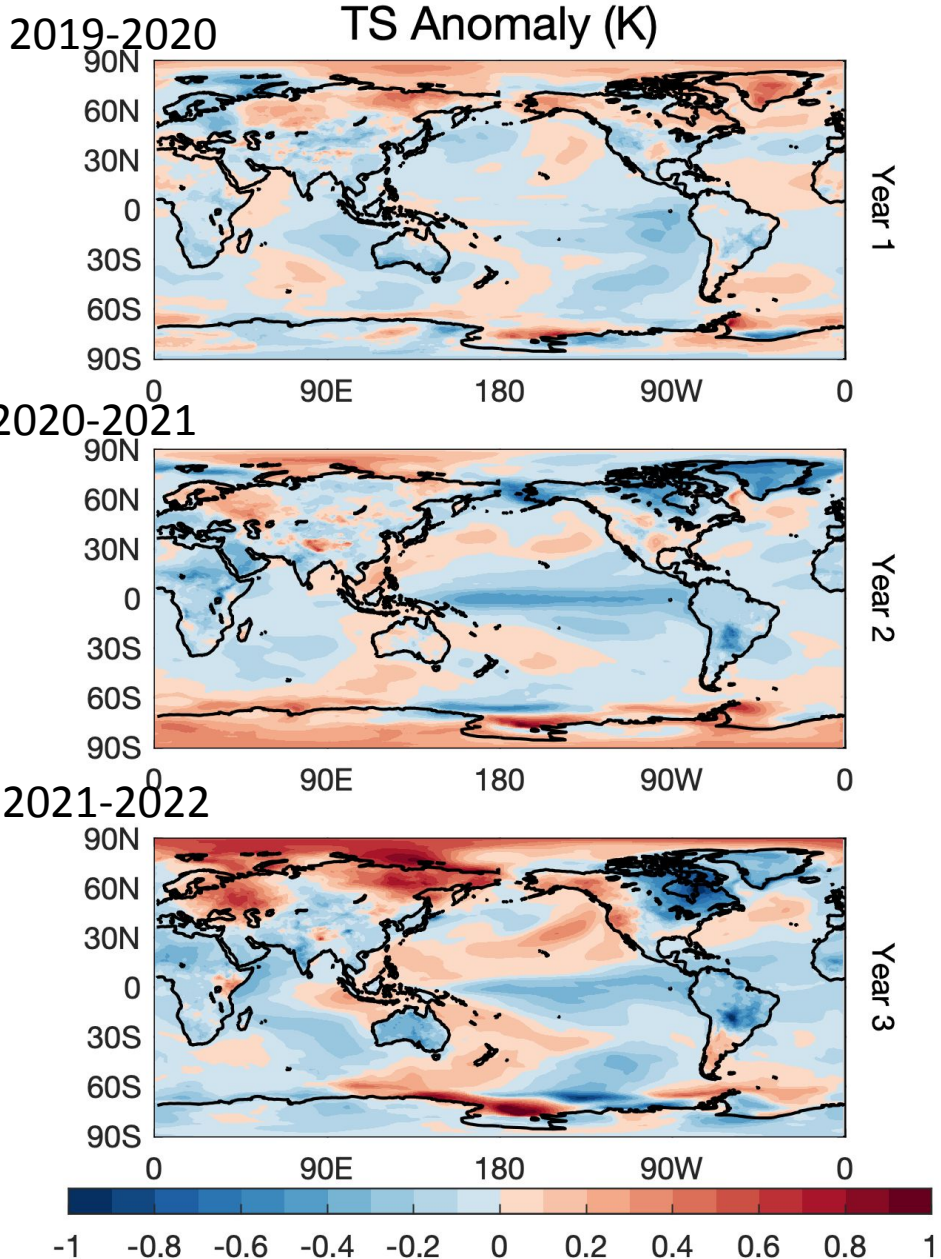 TS Anomaly (K)
2019-2020
90N
60N
30N
0
30S
60S
90S
0 90E 180 90W 0
Year 1
2020-2021
90N
60N
30N
0
30S
60S
90S
0 90E 180 90W 0
Year 2
2021-2022
90N
60N
30N
0
30S
60S
90S
0 90E 180 90W 0
Year 3
-1 -0.8 -0.6 -0.4 -0.2 0 0.2 0.4 0.6 0.8 1